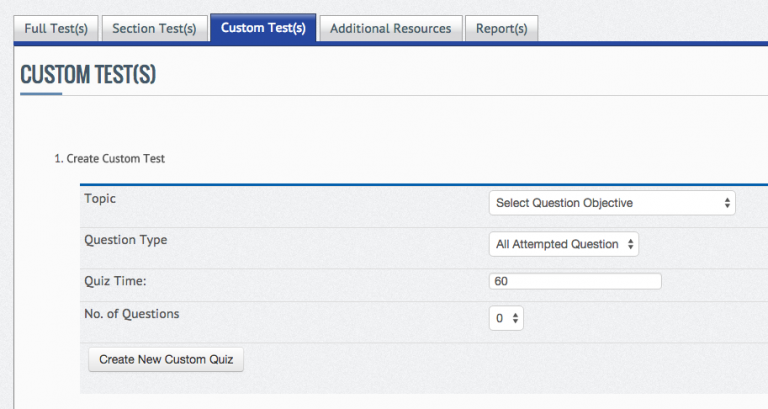 Full Test(s) Section Test(s) Custom Test(s) Additional Resources Report(s)
CUSTOM TEST(S)
1. Create Custom Test
Topic Select Question Objective
Question Type All Attempted Question
Quiz Time: 60
No. of Questions 0
Create New Custom Quiz